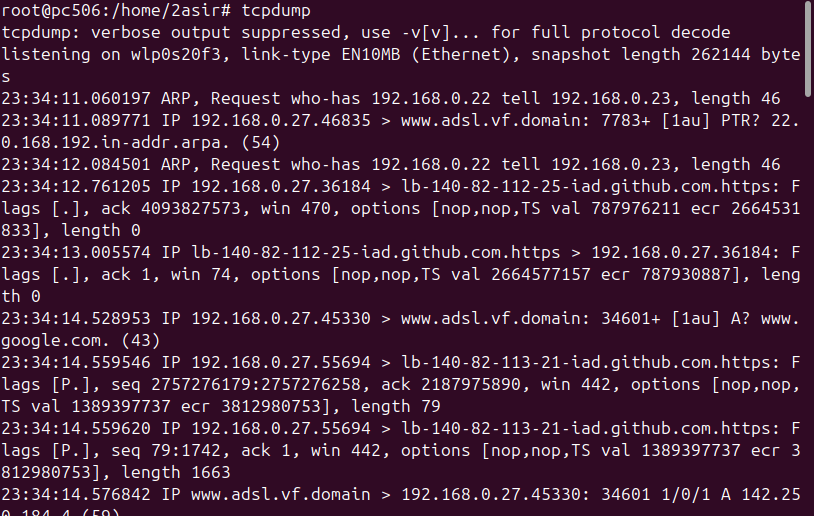 root@pc506:/home/2asir# tcpdump
tcpdump: verbose output suppressed, use -v[v]... for full protocol decode
listening on wlp0s20f3, link-type EN10MB (Ethernet), snapshot length 262144 byte
s
23:34:11.060197 ARP, Request who-has 192.168.0.22 tell 192.168.0.23, length 46
23:34:11.089771 IP 192.168.0.27.46835 > www.adsl.vf.domain: 7783+ [1au] PTR? 22.
0.168.192.in-addr.arpa. (54)
23:34:12.084501 ARP, Request who-has 192.168.0.22 tell 192.168.0.23, length 46
23:34:12.761205 IP 192.168.0.27.36184 > lb-140-82-112-25-iad.github.com.https: F
lags [.], ack 4093827573, win 470, options [nop,nop,TS val 787976211 ecr 2664531
833], length 0
23:34:13.005574 IP lb-140-82-112-25-iad.github.com.https > 192.168.0.27.36184: F
lags [.], ack 1, win 74, options [nop,nop,TS val 2664577157 ecr 787930887], leng
th 0
23:34:14.528953 IP 192.168.0.27.45330 > www.adsl.vf.domain: 34601+ [1au] A? www.
google.com. (43)
23:34:14.559546 IP 192.168.0.27.55694 > lb-140-82-113-21-iad.github.com.https: F
lags [P.], seq 2757276179:2757276258, ack 2187975890, win 442, options [nop,nop,
TS val 1389397737 ecr 3812980753], length 79
23:34:14.559620 IP 192.168.0.27.55694 > lb-140-82-113-21-iad.github.com.https: F
lags [P.], seq 79:1742, ack 1, win 442, options [nop,nop,TS val 1389397737 ecr 3
812980753], length 1663
23:34:14.576842 IP www.adsl.vf.domain > 192.168.0.27.45330: 34601 1/0/1 A 142.25
0.184.4 (59)